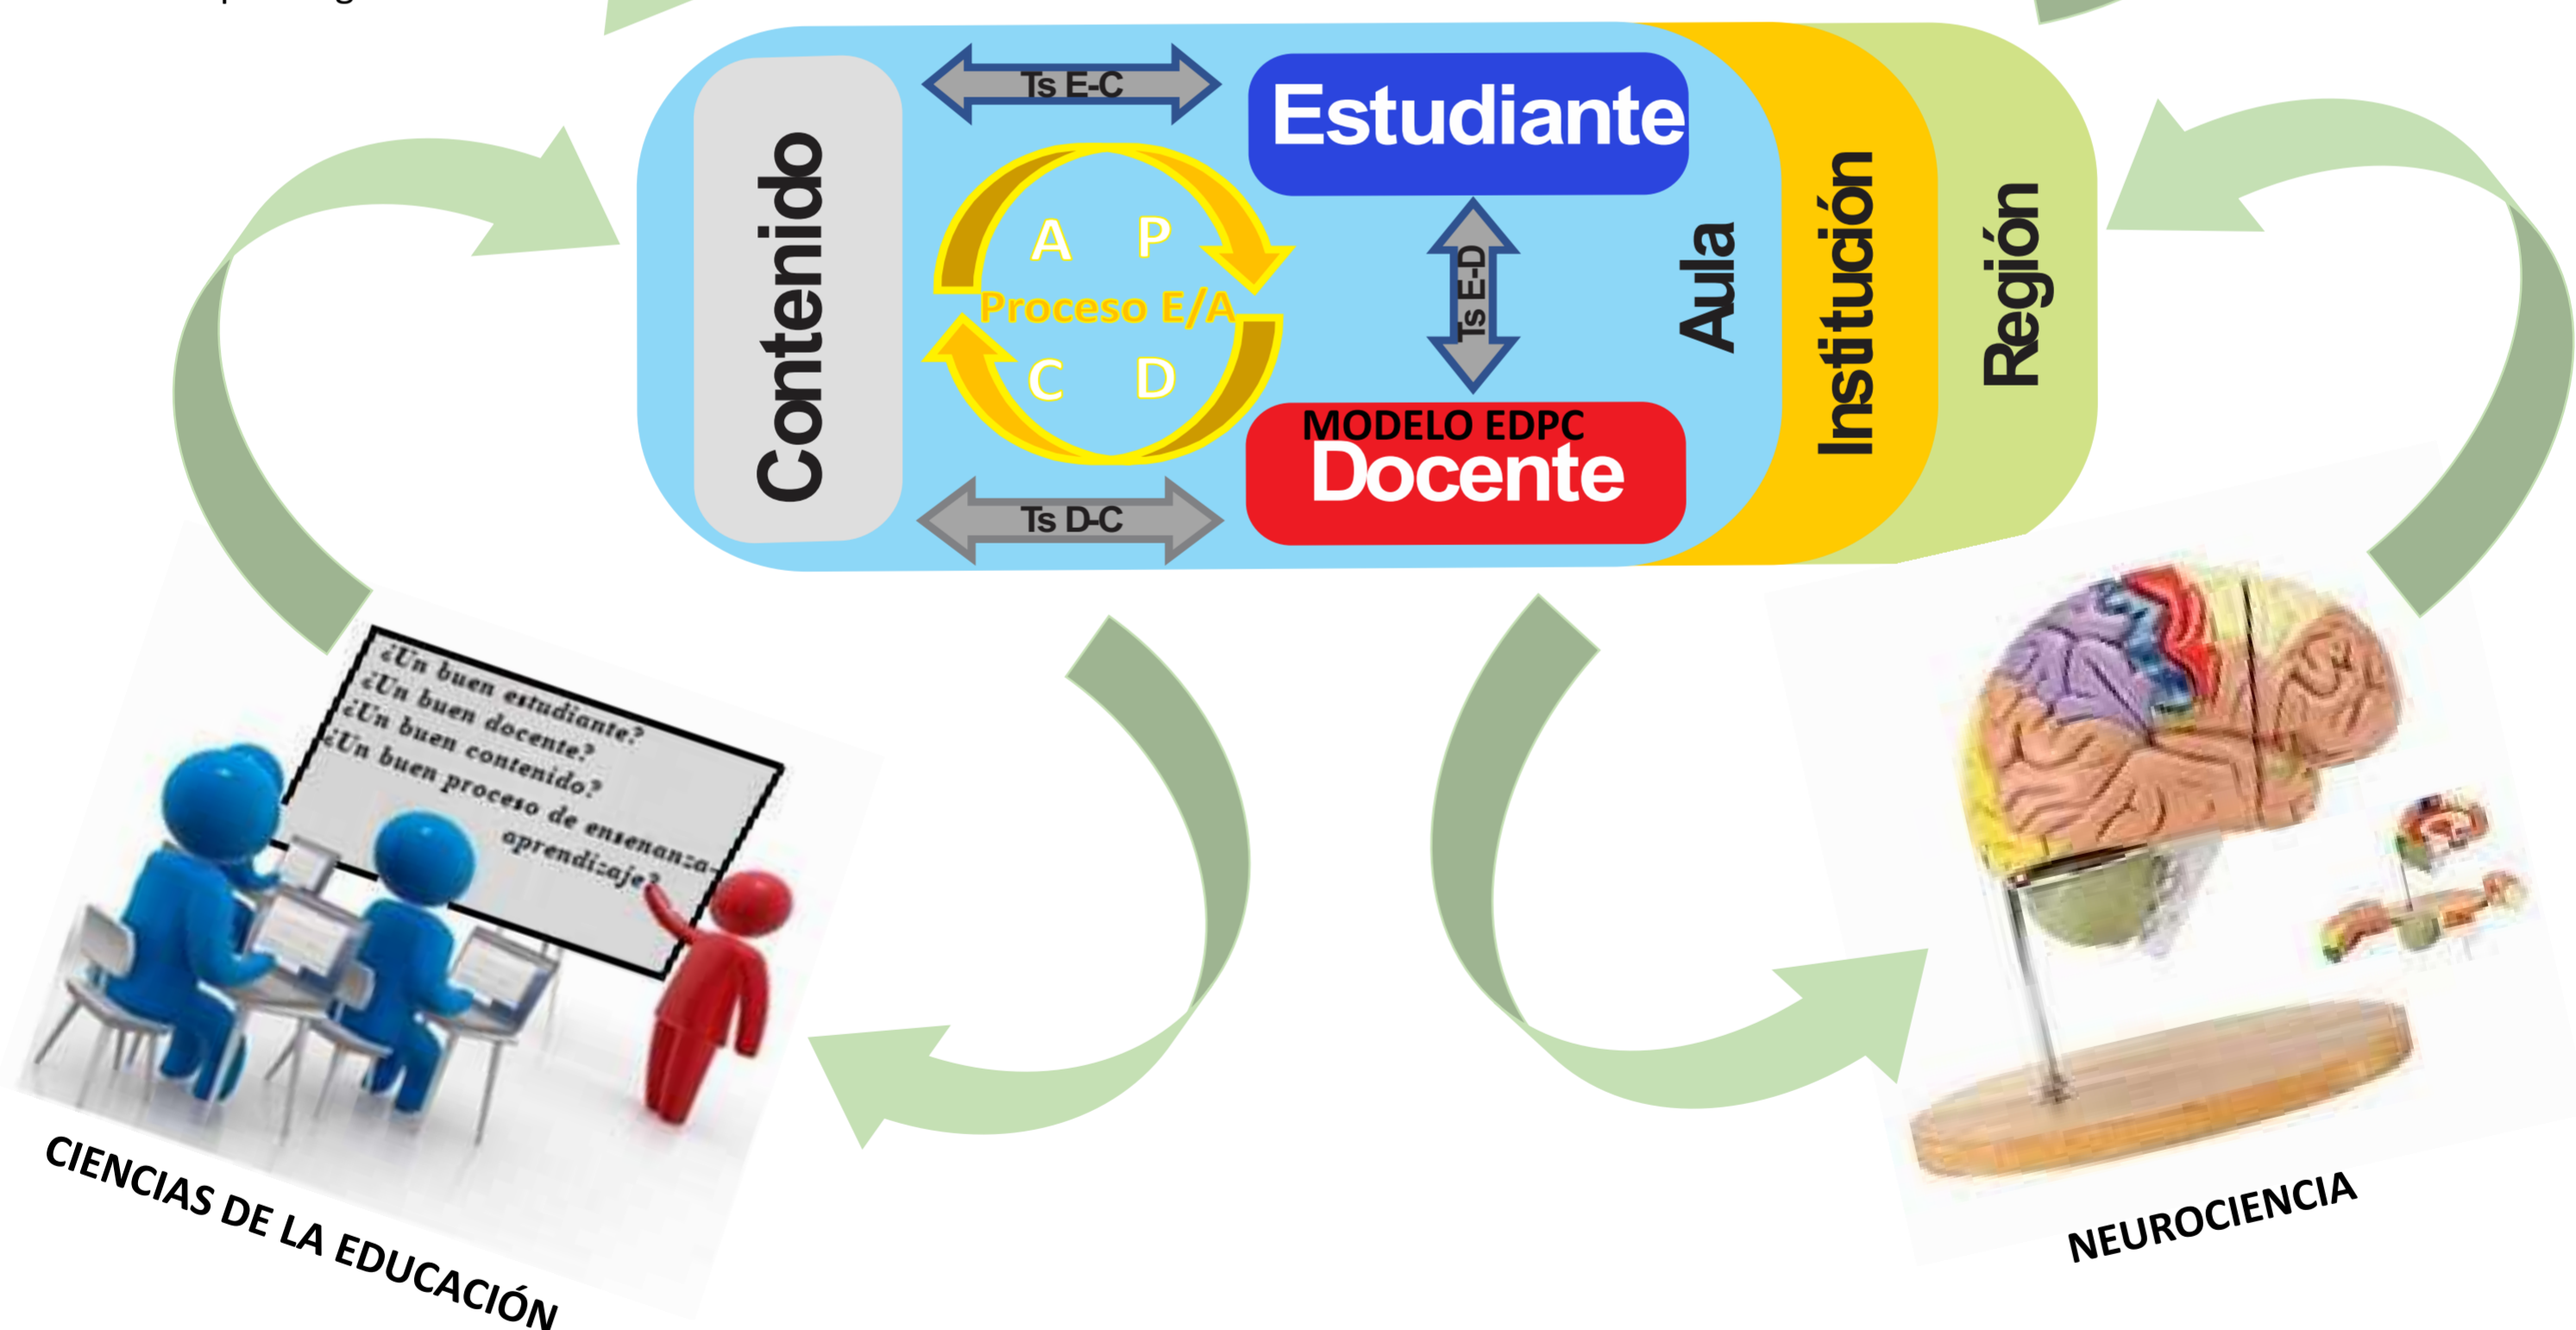 Ts E-C
Estudiante
Contenido
A P
Proceso E/A
C D
Ts E-D
Aula
Institución
Región
MODELO EDPC
Docente
Ts D-C
¿Un buen estudiante?
¿Un buen docente?
¿Un buen contenido?
¿Un buen proceso de ensenanza-
aprendizaje?
CIENCIAS DE LA EDUCACIÓN
NEUROCIENCIA